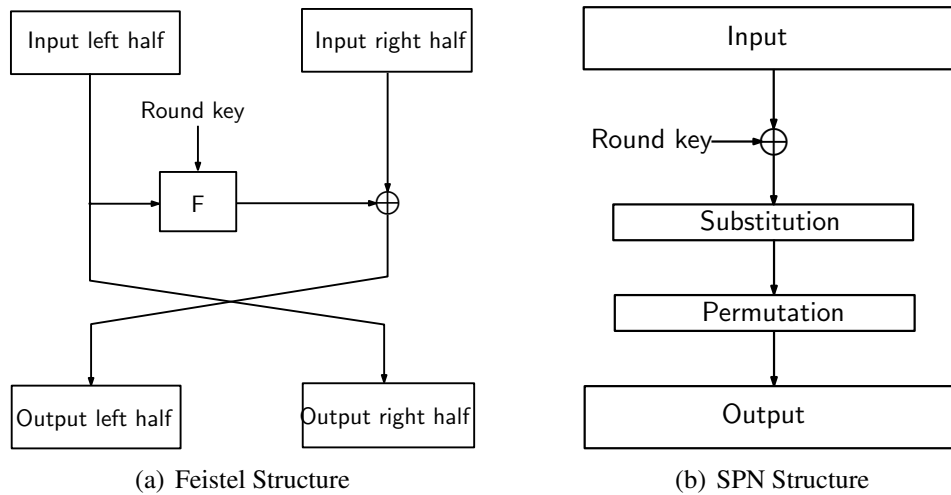 Input left half
Input right half
Round key
F
Output left half
Output right half
(a) Feistel Structure
Input
Round key
Substitution
Permutation
Output
(b) SPN Structure